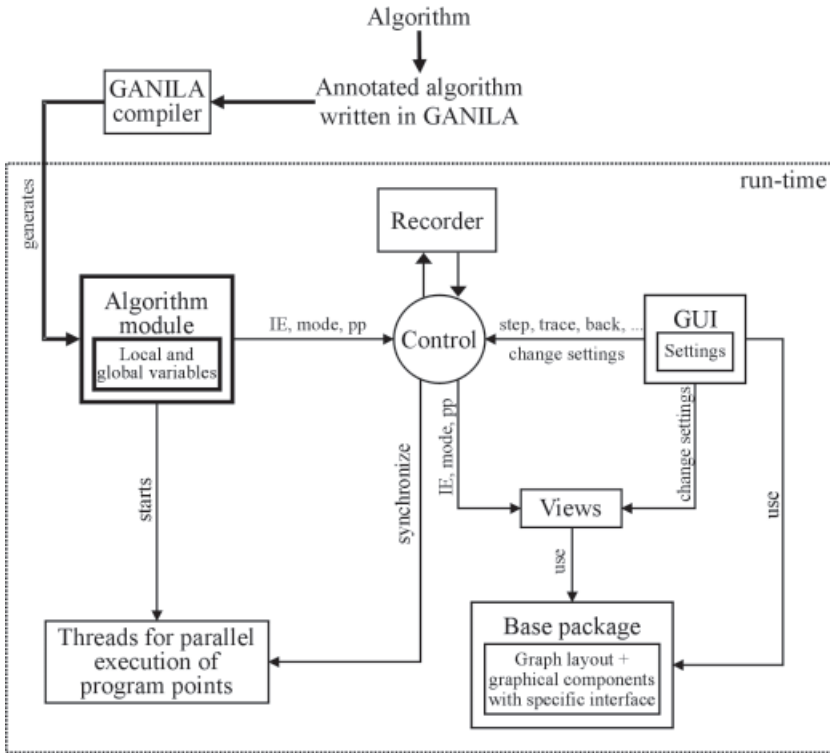 Algorithm
GANILA
compiler
Annotated algorithm
written in GANILA
run-time
generates
Recorder
Algorithm
module
Local and
global variables
IE, mode, pp
Control
step, trace, back, ...
change settings
GUI
Settings
starts
synchronize
IE, mode, pp
change settings
use
Views
use
Threads for parallel
execution of
program points
Base package
Graph layout +
graphical components
with specific interface